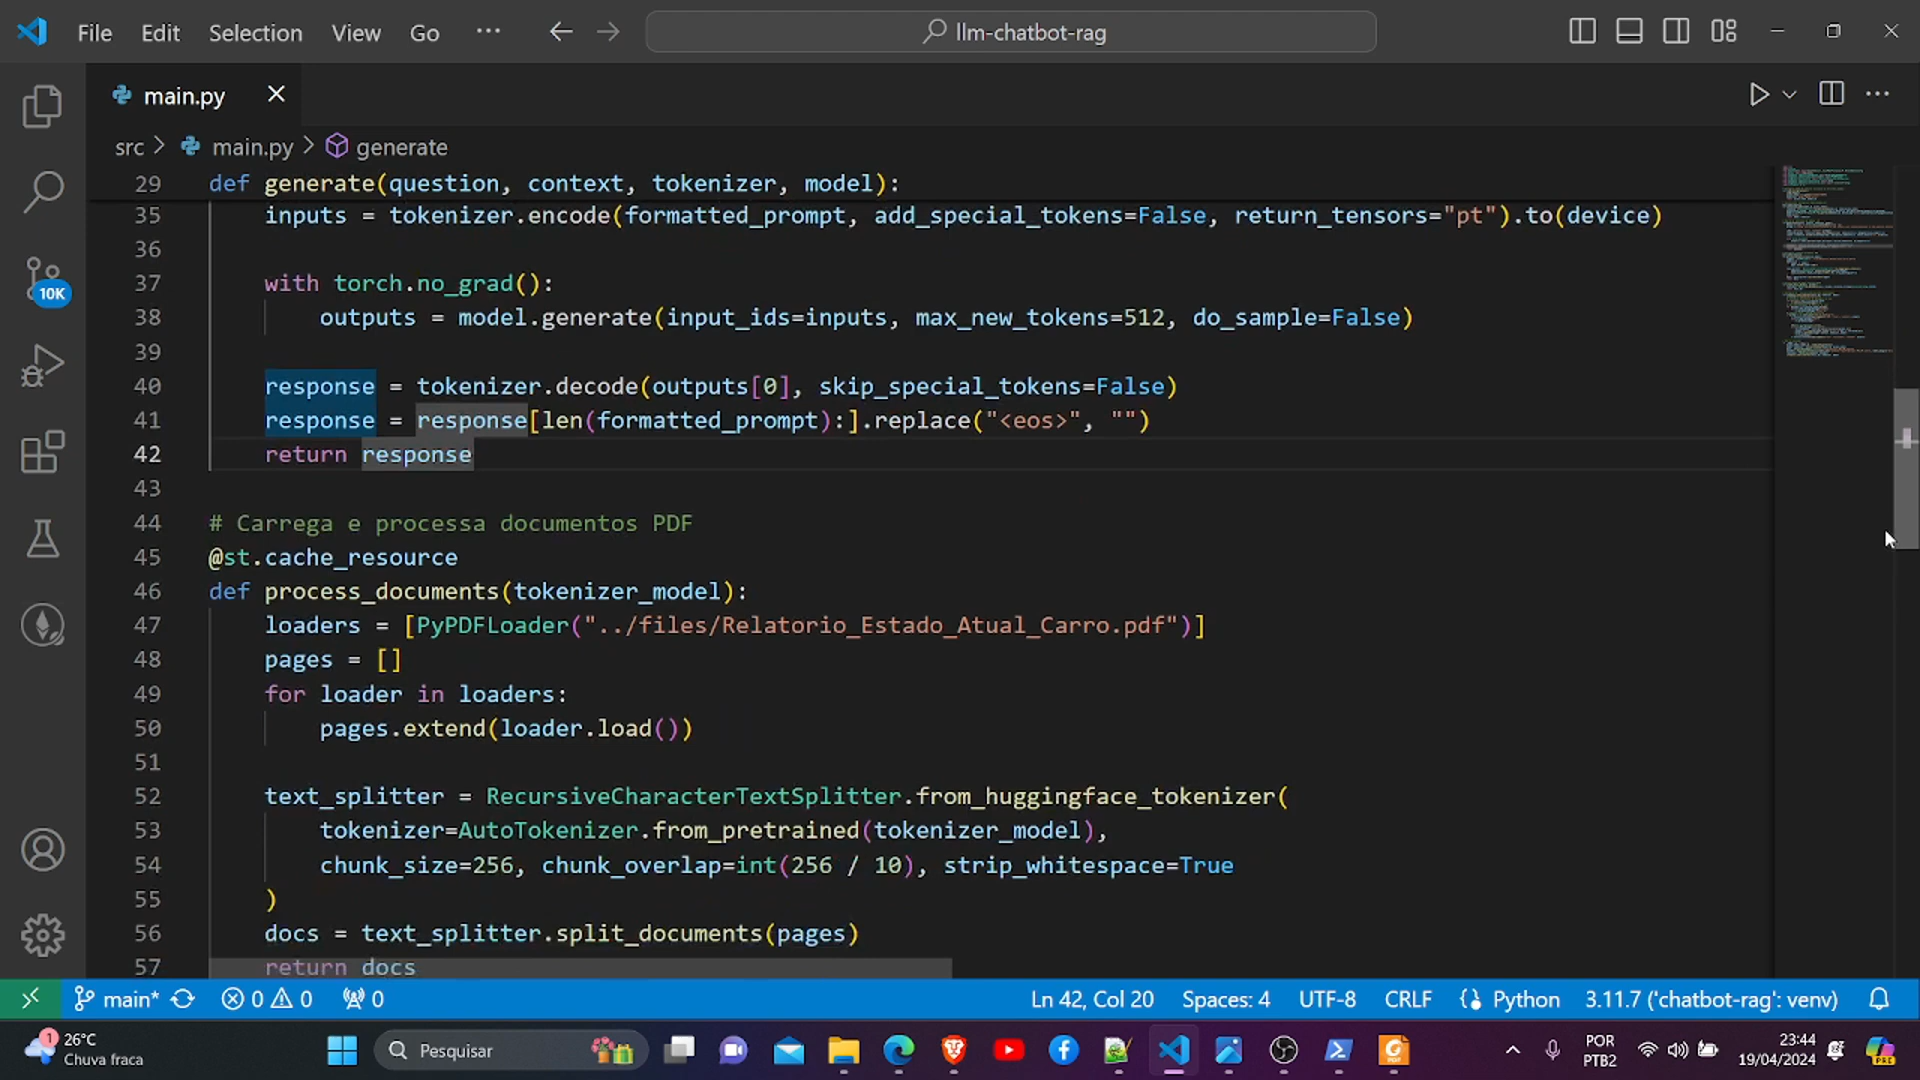 File Edit Selection View Go ··· llm-chatbot-rag
main.py
src > main.py > generate
29 def generate(question, context, tokenizer, model):
35 inputs = tokenizer.encode(formatted_prompt, add_special_tokens=False, return_tensors="pt").to(device)
36
37 with torch.no_grad():
38 outputs = model.generate(input_ids=inputs, max_new_tokens=512, do_sample=False)
39
40 response = tokenizer.decode(outputs[0], skip_special_tokens=False)
41 response = response[len(formatted_prompt):].replace("<eos>", "")
42 return response
43
44 # Carrega e processa documentos PDF
45 @st.cache_resource
46 def process_documents(tokenizer_model):
47 loaders = [PyPDFLoader("../files/Relatorio_Estado_Atual_Carro.pdf")]
48 pages = []
49 for loader in loaders:
50 pages.extend(loader.load())
51
52 text_splitter = RecursiveCharacterTextSplitter.from_huggingface_tokenizer(
53 tokenizer=AutoTokenizer.from_pretrained(tokenizer_model),
54 chunk_size=256, chunk_overlap=int(256 / 10), strip_whitespace=True
55 )
56 docs = text_splitter.split_documents(pages)
57 return docs
10K
main* 0 0 0 Ln 42, Col 20 Spaces: 4 UTF-8 CRLF Python 3.11.7 ('chatbot-rag': venv)
1 26°C
Chuva fraca
Pesquisar
POR
PTB2
23:44
19/04/2024
PRE